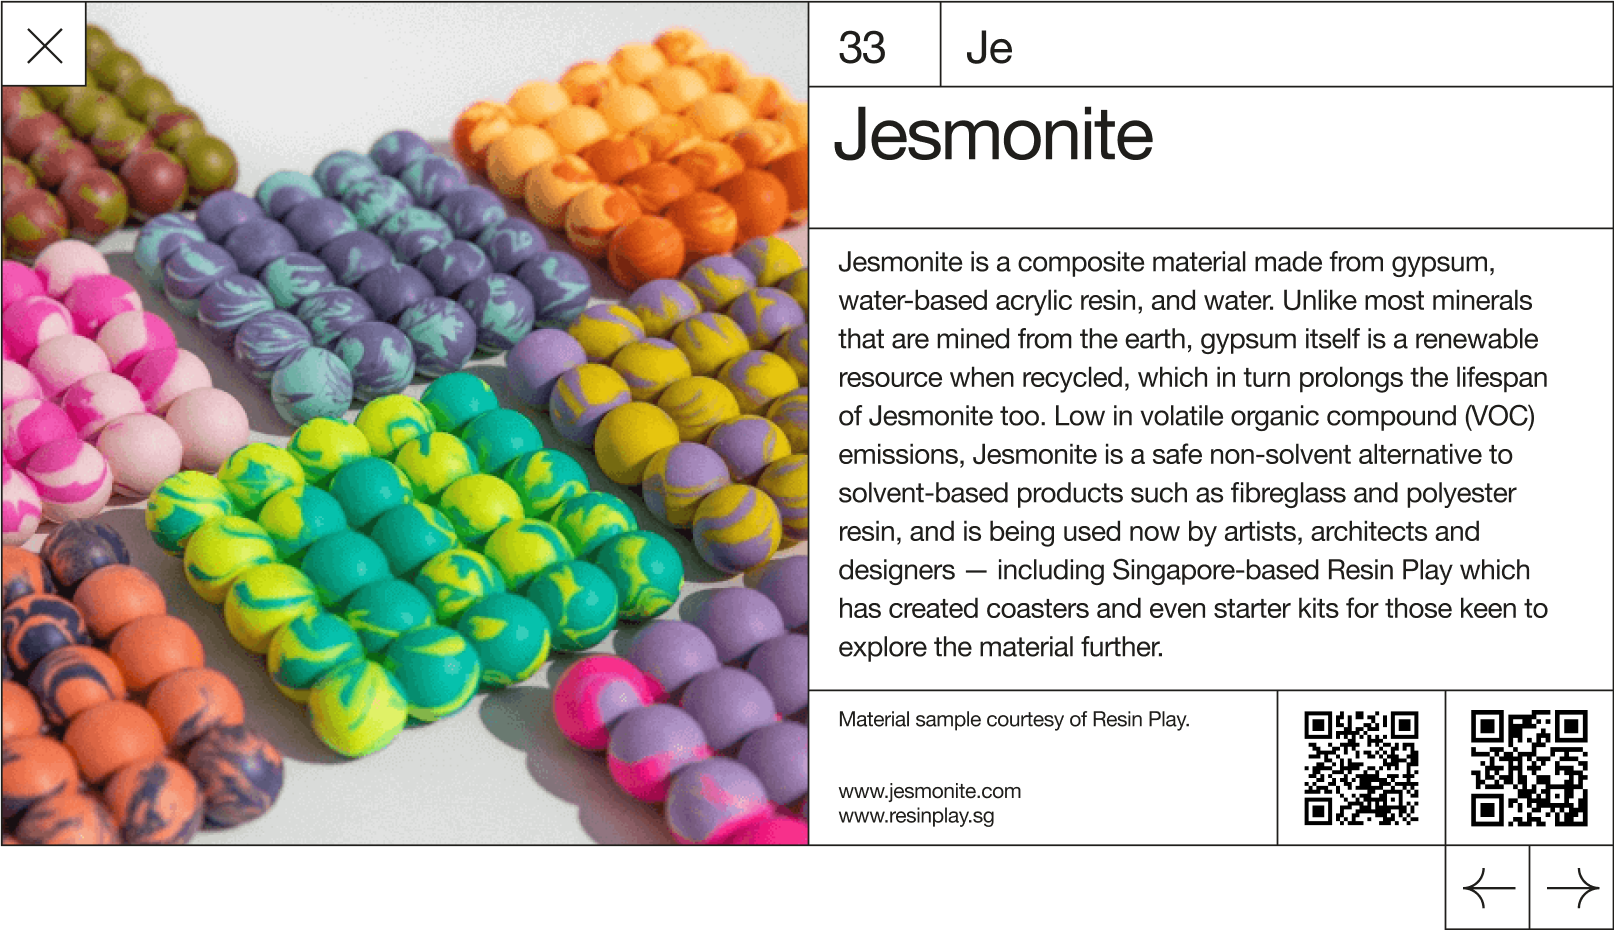 33
Je
Jesmonite
Jesmonite is a composite material made from gypsum,
water-based acrylic resin, and water. Unlike most minerals
that are mined from the earth, gypsum itself is a renewable
resource when recycled, which in turn prolongs the lifespan
of Jesmonite too. Low in volatile organic compound (VOC)
emissions, Jesmonite is a safe non-solvent alternative to
solvent-based products such as fibreglass and polyester
resin, and is being used now by artists, architects and
designers — including Singapore-based Resin Play which
has created coasters and even starter kits for those keen to
explore the material further.
Material sample courtesy of Resin Play.
www.jesmonite.com
www.resinplay.sg